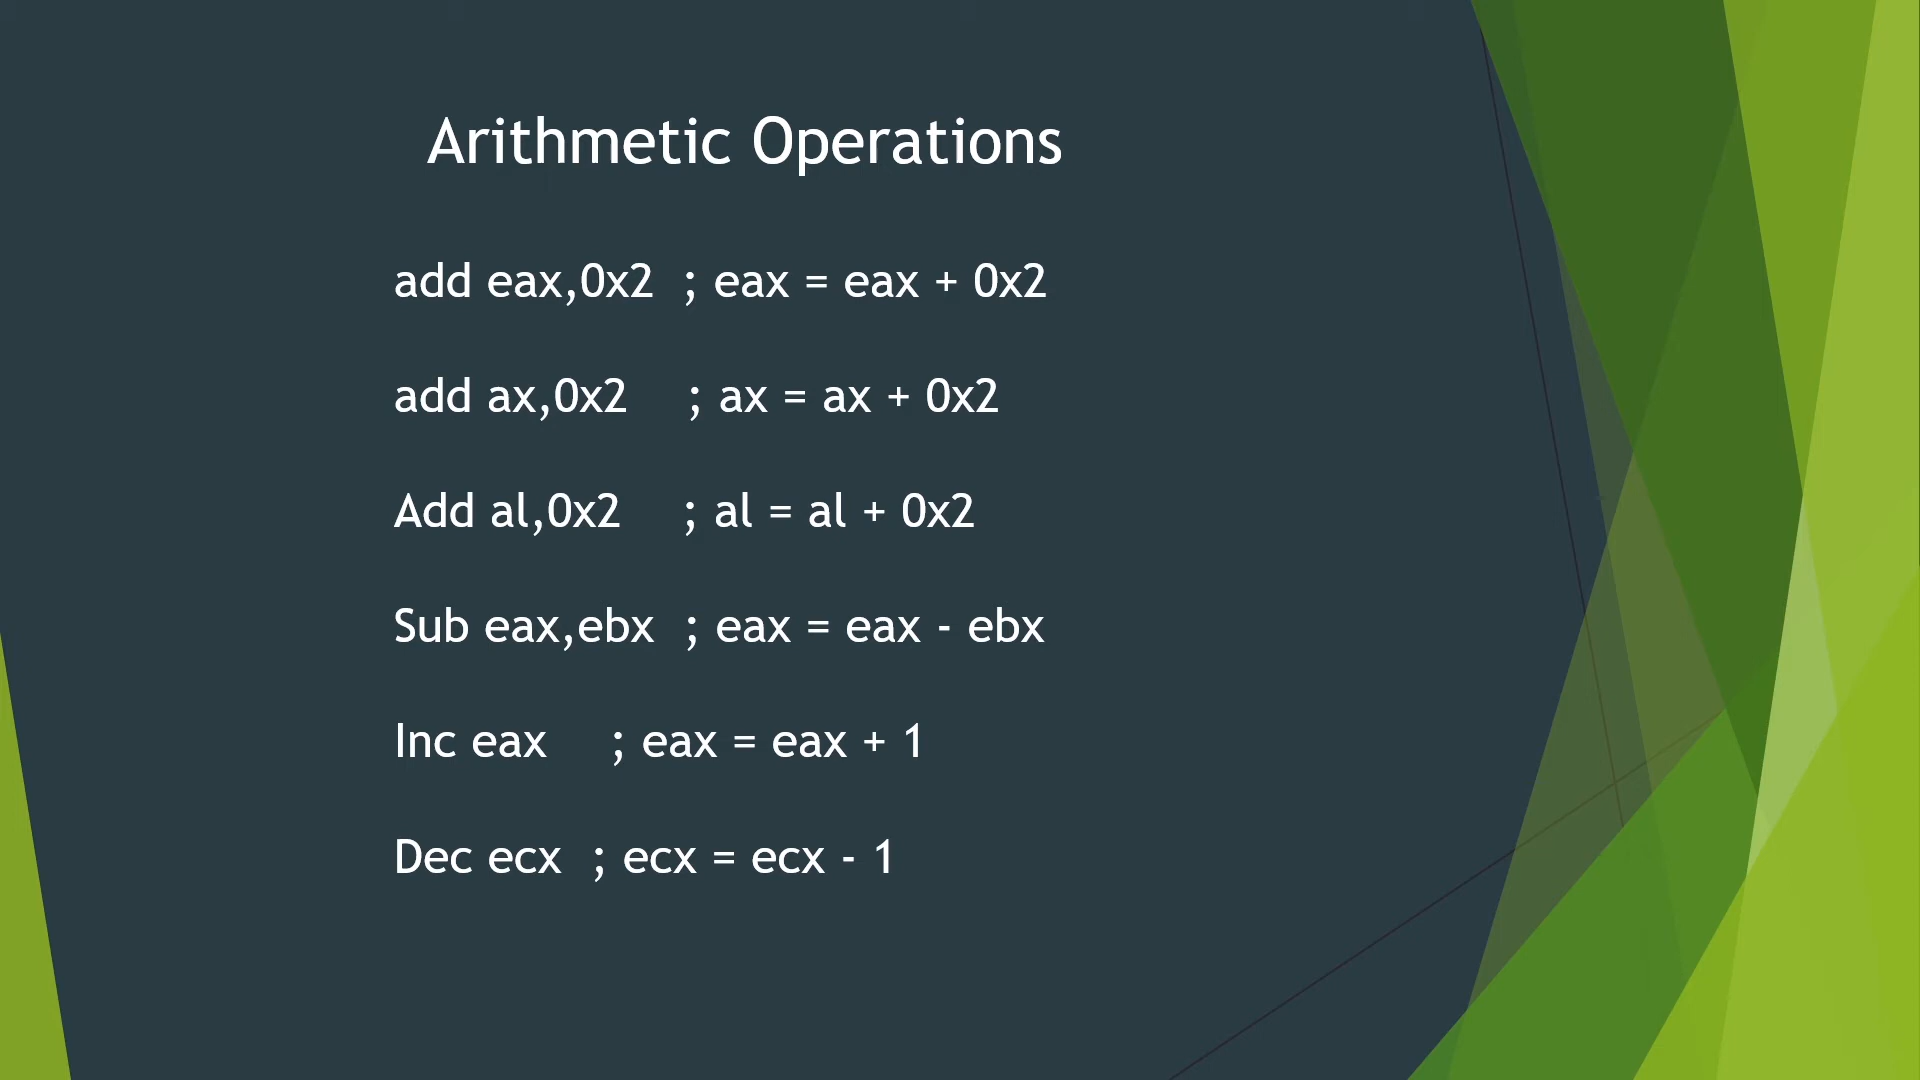 Arithmetic Operations
add eax,0x2 ; eax = eax + 0x2
add ax,0x2 ; ax = ax + 0x2
Add al,0x2 ; al = al + 0x2
Sub eax,ebx ; eax = eax - ebx
Inc eax ; eax = eax + 1
Dec ecx ; ecx = ecx - 1